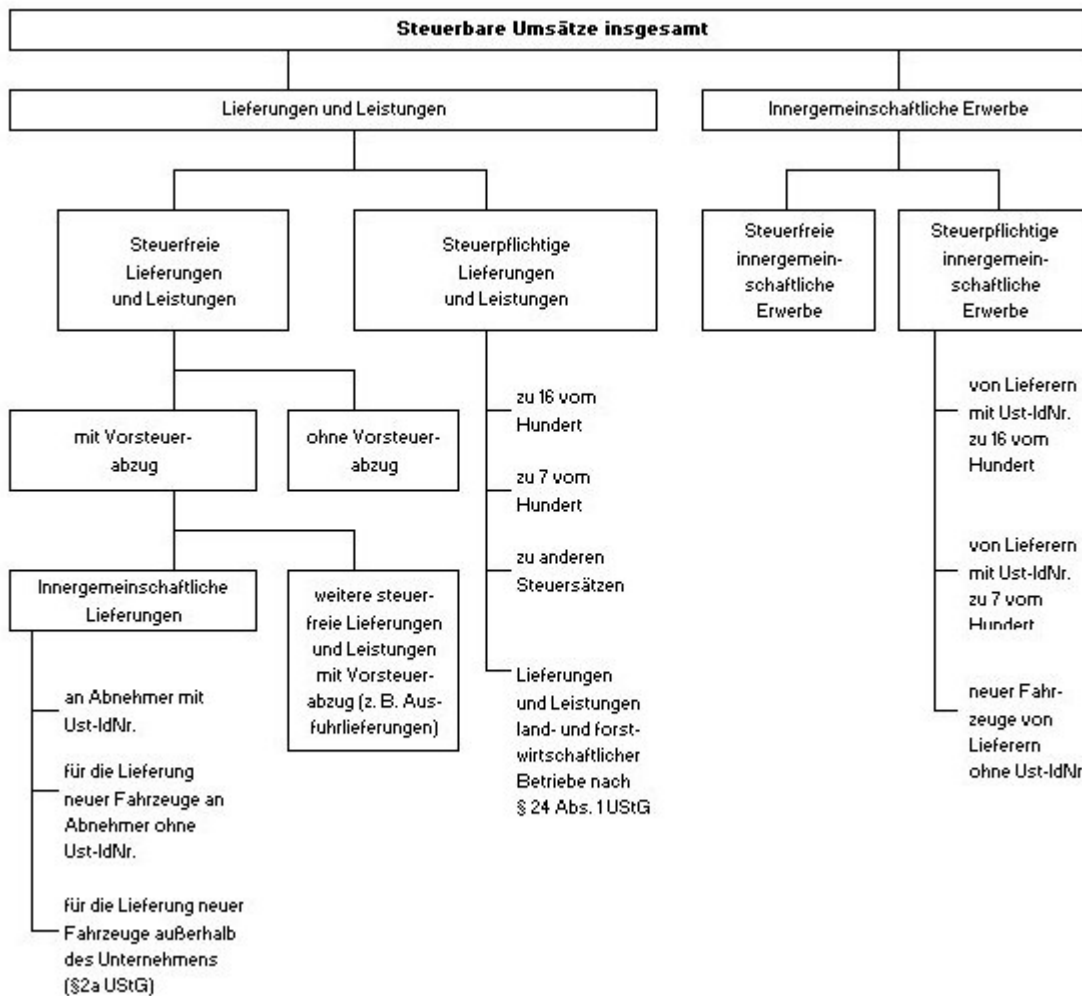 Steuerbare Umsätze insgesamt
Lieferungen und Leistungen
Innergemeinschaftliche Erwerbe
Steuerfreie
Lieferungen
und Leistungen
Steuerpflichtige
Lieferungen
und Leistungen
Steuerfreie
innergemein-
schaftliche
Erwerbe
Steuerpflichtige
innergemein-
schaftliche
Erwerbe
mit Vorsteuer-
abzug
ohne Vorsteuer-
abzug
Innergemeinschaftliche
Lieferungen
weitere steuer-
freie Lieferungen
und Leistungen
mit Vorsteuer-
abzug (z. B. Aus-
fuhrlieferungen)
an Abnehmer mit
Ust-IdNr.
für die Lieferung
neuer Fahrzeuge an
Abnehmer ohne
Ust-IdNr.
für die Lieferung neuer
Fahrzeuge außerhalb
des Unternehmens
(§2a UStG)
zu 16 vom
Hundert
zu 7 vom
Hundert
zu anderen
Steuersätzen
Lieferungen
und Leistungen
land- und forst-
wirtschaftlicher
Betriebe nach
§ 24 Abs. 1 UStG
von Lieferern
mit Ust-IdNr.
zu 16 vom
Hundert
von Lieferern
mit Ust-IdNr.
zu 7 vom
Hundert
neuer Fahr-
zeuge von
Lieferern
ohne Ust-IdNr